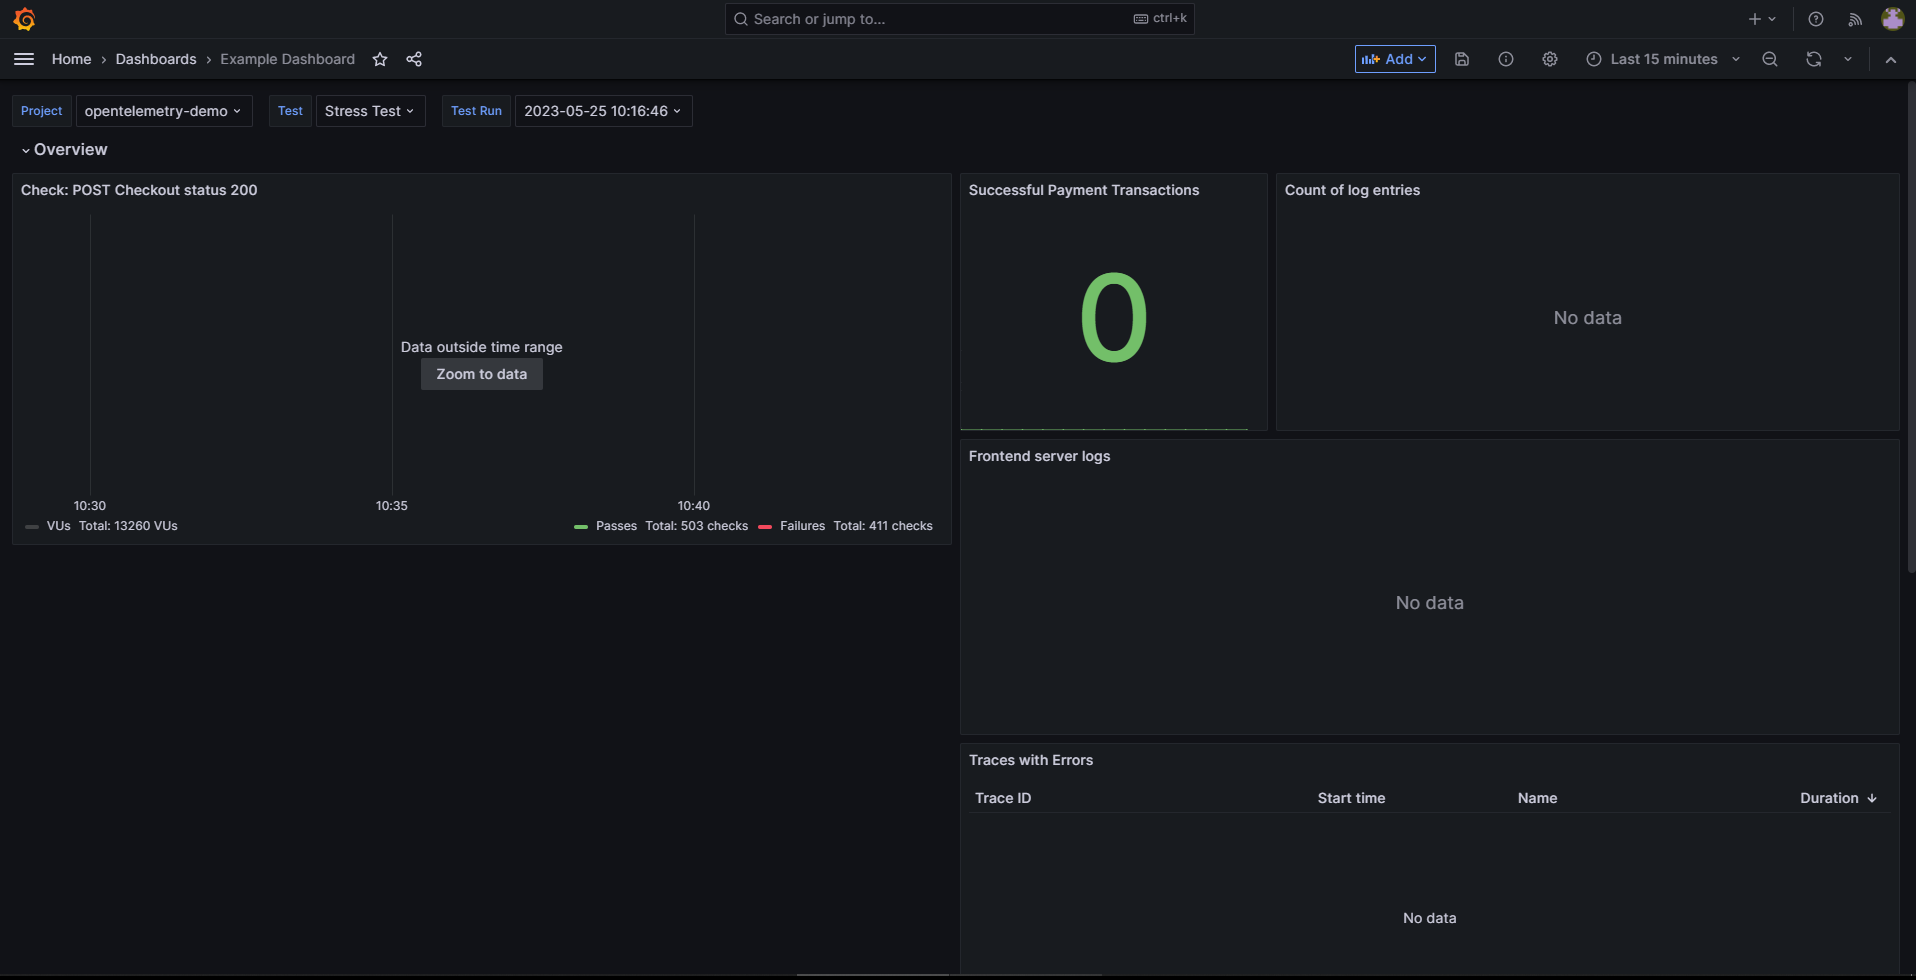 Search or jump to... ctrl+k
Home › Dashboards › Example Dashboard Add Last 15 minutes
Project opentelemetry-demo Test Stress Test Test Run 2023-05-25 10:16:46
Overview
Check: POST Checkout status 200
Data outside time range
Zoom to data
10:30 10:35 10:40
VUs Total: 13260 VUs Passes Total: 503 checks Failures Total: 411 checks
Successful Payment Transactions
0
Count of log entries
No data
Frontend server logs
No data
Traces with Errors
Trace ID Start time Name Duration
No data